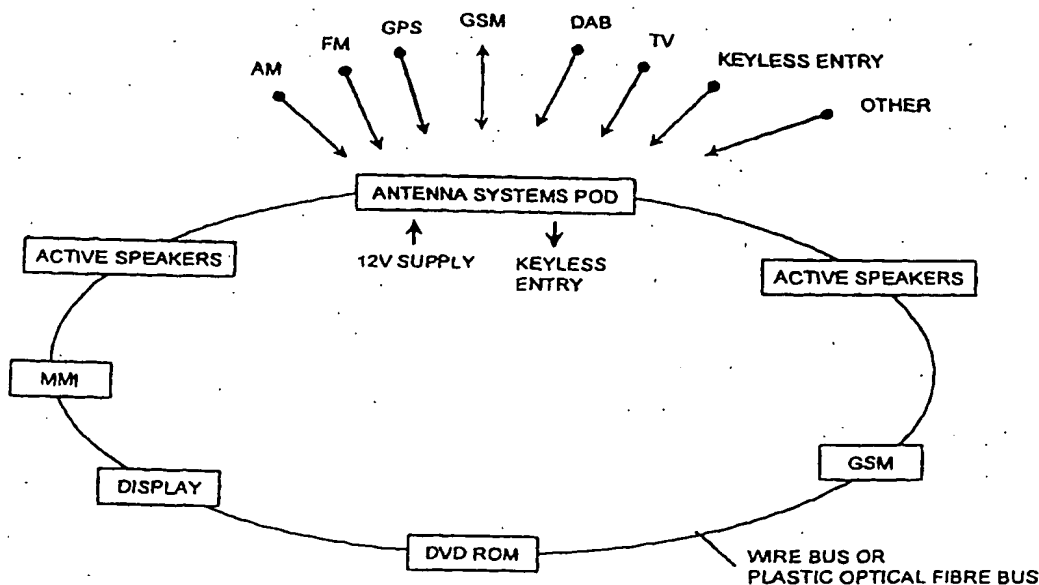 AM
FM
GPS
GSM
DAB
TV
KEYLESS ENTRY
OTHER
ANTENNA SYSTEMS POD
12V SUPPLY
KEYLESS
ENTRY
ACTIVE SPEAKERS
ACTIVE SPEAKERS
MMI
GSM
DISPLAY
DVD ROM
WIRE BUS OR
PLASTIC OPTICAL FIBRE BUS